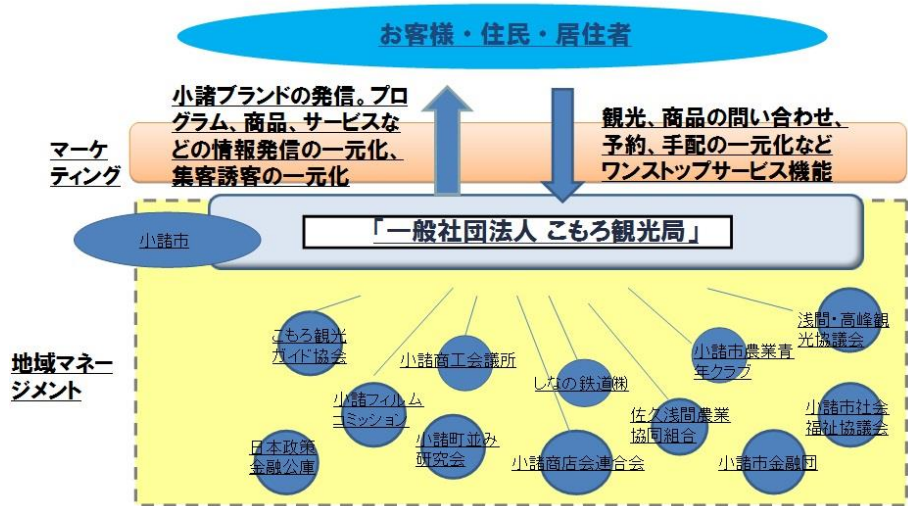 お客様・住民・居住者
小諸ブランドの発信。プロ
グラム、商品、サービスな
どの情報発信の一元化、
集客誘客の一元化
観光、商品の問い合わせ、
予約、手配の一元化など
ワンストップサービス機能
マーケ
ティング
小諸市
「一般社団法人 こもろ観光局」
地域マネー
ジメント
こもろ観光
ガイド協会
小諸商工会議所
しなの鉄道㈱
小諸市農業青
年クラブ
浅間・高峰観
光協議会
小諸フィルム
コミッション
小諸町並み
研究会
日本政策
金融公庫
小諸商店会連合会
佐久浅間農業
協同組合
小諸市金融団
小諸市社会
福祉協議会